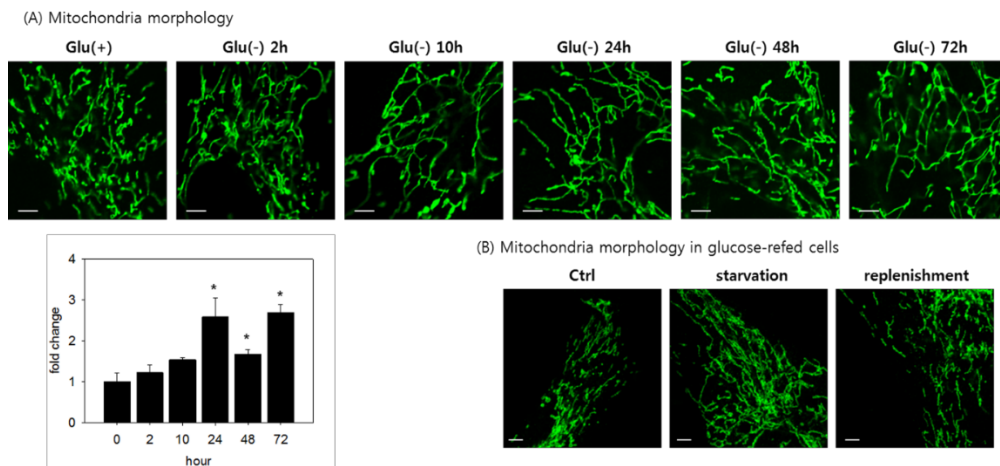 (A) Mitochondria morphology
Glu(+) Glu(-) 2h Glu(-) 10h Glu(-) 24h Glu(-) 48h Glu(-) 72h
4
3
2
1
0
fold change
* * *
0 2 10 24 48 72
hour
(B) Mitochondria morphology in glucose-refed cells
Ctrl starvation replenishment